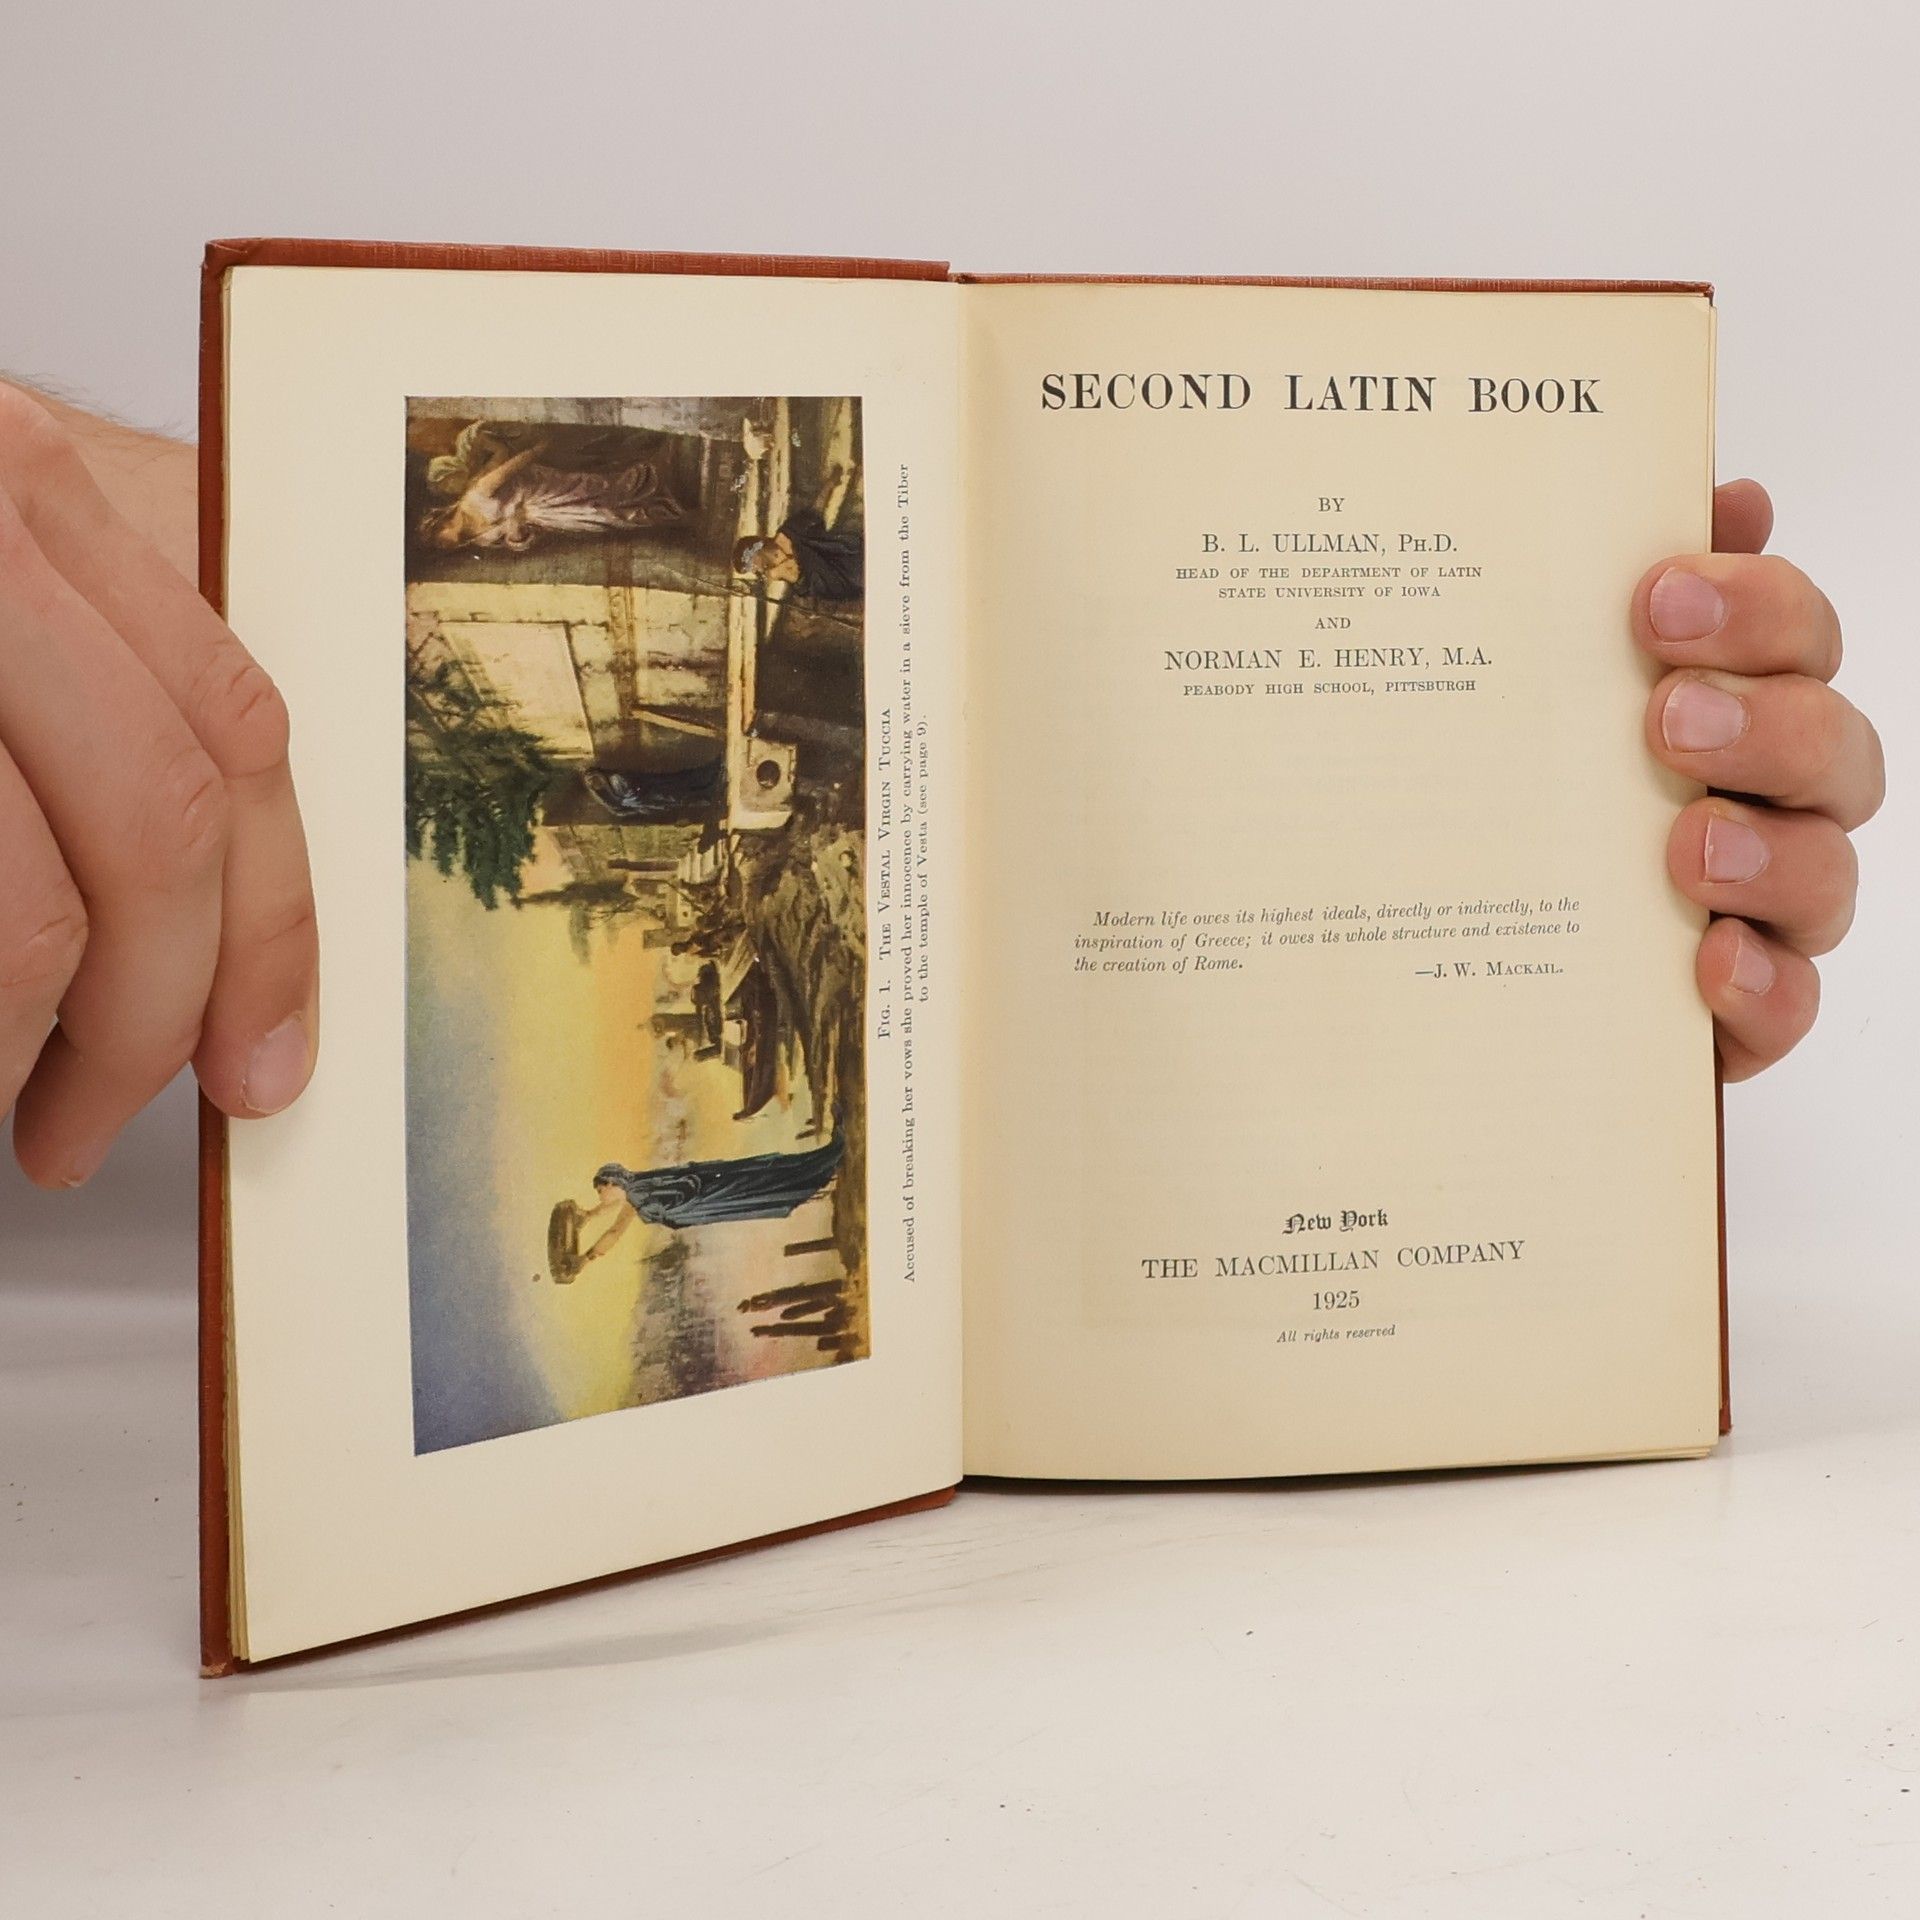 Fig. 1. The Vestal Virgin Tuccia
Accused of breaking her vows she proved her innocence by carrying water in a sieve from the Tiber
to the temple of Vesta (see page 9).
SECOND LATIN BOOK
BY
B. L. ULLMAN, Ph.D.
HEAD OF THE DEPARTMENT OF LATIN
STATE UNIVERSITY OF IOWA
AND
NORMAN E. HENRY, M.A.
PEABODY HIGH SCHOOL, PITTSBURGH
Modern life owes its highest ideals, directly or indirectly, to the
inspiration of Greece; it owes its whole structure and existence to
the creation of Rome. —J. W. Mackail.
New York
THE MACMILLAN COMPANY
1925
All rights reserved